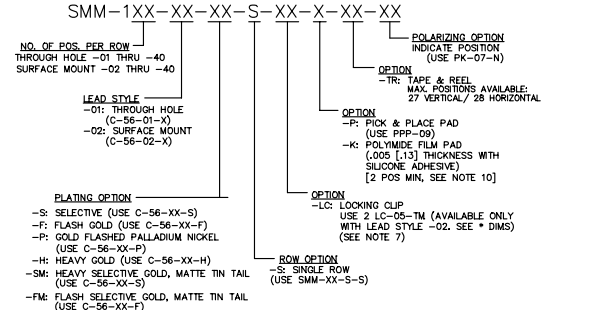 SMM-1XX-XX-XX-S-XX-X-XX-XX
POLARIZING OPTION
INDICATE POSITION
(USE PK-07-N)
NO. OF POS. PER ROW
THROUGH HOLE -01 THRU -40
SURFACE MOUNT -02 THRU -40
OPTION
-TR: TAPE & REEL
MAX. POSITIONS AVAILABLE:
27 VERTICAL/ 28 HORIZONTAL
LEAD STYLE
-01: THROUGH HOLE
(C-56-01-X)
-02: SURFACE MOUNT
(C-56-02-X)
OPTION
-P: PICK & PLACE PAD
(USE PPP-09)
-K: POLYIMIDE FILM PAD
(.005 [.13] THICKNESS WITH
SILICONE ADHESIVE)
[2 POS MIN, SEE NOTE 10]
PLATING OPTION
-S: SELECTIVE (USE C-56-XX-S)
-F: FLASH GOLD (USE C-56-XX-F)
-P: GOLD FLASHED PALLADIUM NICKEL
(USE C-56-XX-P)
-H: HEAVY GOLD (USE C-56-XX-H)
-SM: HEAVY SELECTIVE GOLD, MATTE TIN TAIL
(USE C-56-XX-S)
-FM: FLASH SELECTIVE GOLD, MATTE TIN TAIL
(USE C-56-XX-F)
OPTION
-LC: LOCKING CLIP
USE 2 LC-05-TM (AVAILABLE ONLY
WITH LEAD STYLE -02. SEE * DIMS)
(SEE NOTE 7)
ROW OPTION
-S: SINGLE ROW
(USE SMM-XX-S-S)